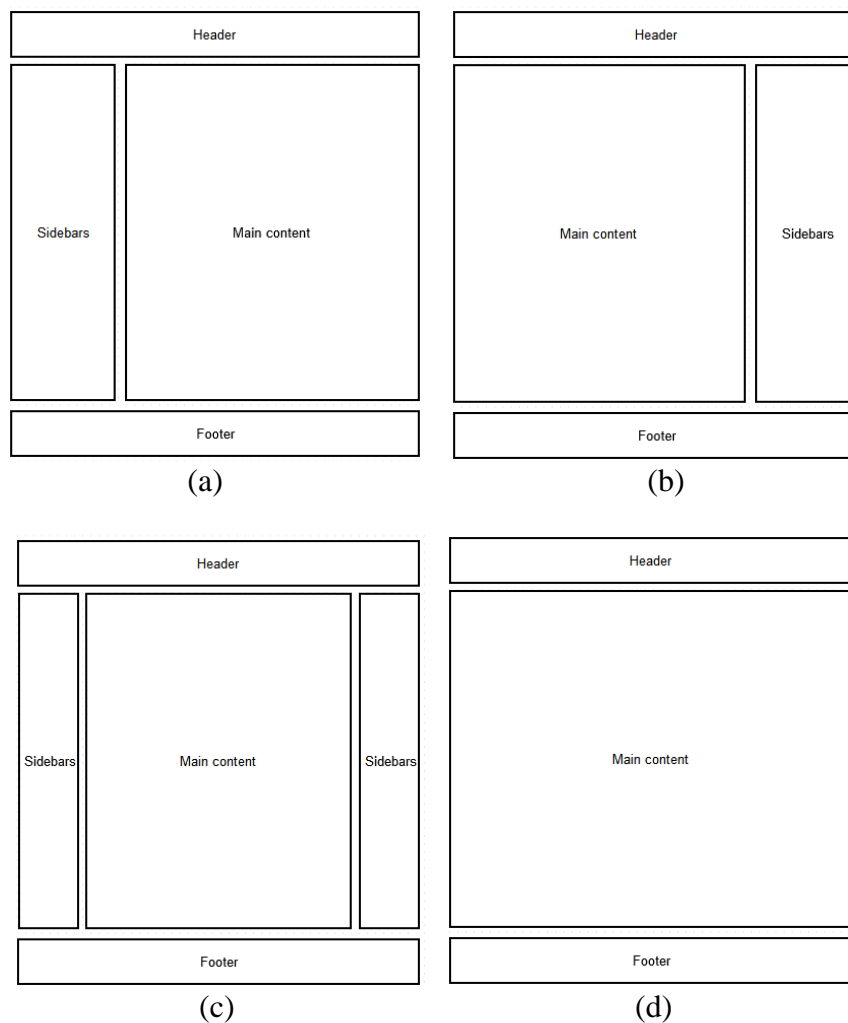 Header
Sidebars
Main content
Footer
(a)
Header
Main content
Sidebars
Footer
(b)
Header
Sidebars
Main content
Sidebars
Footer
(c)
Header
Main content
Footer
(d)